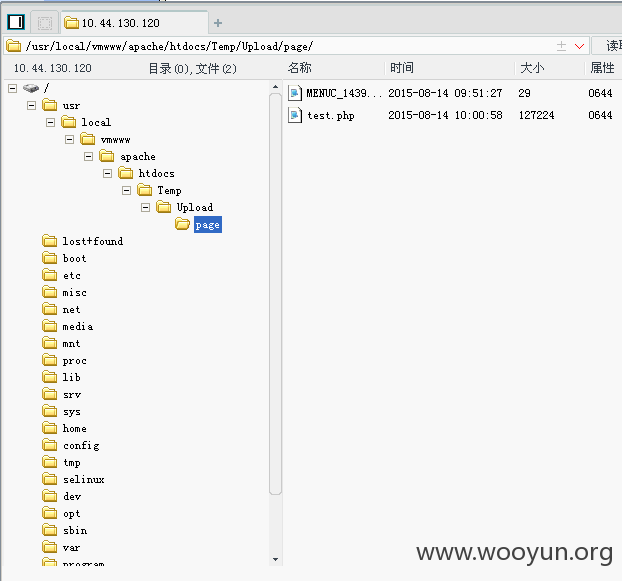 10.44.130.120
/usr/local/vmwww/apache/htdocs/Temp/Upload/page/
10.44.130.120 目录(0),文件(2) 名称 时间 大小 属性
/
usr
local
vmwww
apache
htdocs
Temp
Upload
page
lost+found
boot
etc
misc
net
media
mnt
proc
lib
srv
sys
home
config
tmp
selinux
dev
opt
sbin
var
program
MENUC_1439... 2015-08-14 09:51:27 29 0644
test.php 2015-08-14 10:00:58 127224 0644
www.wooyun.org